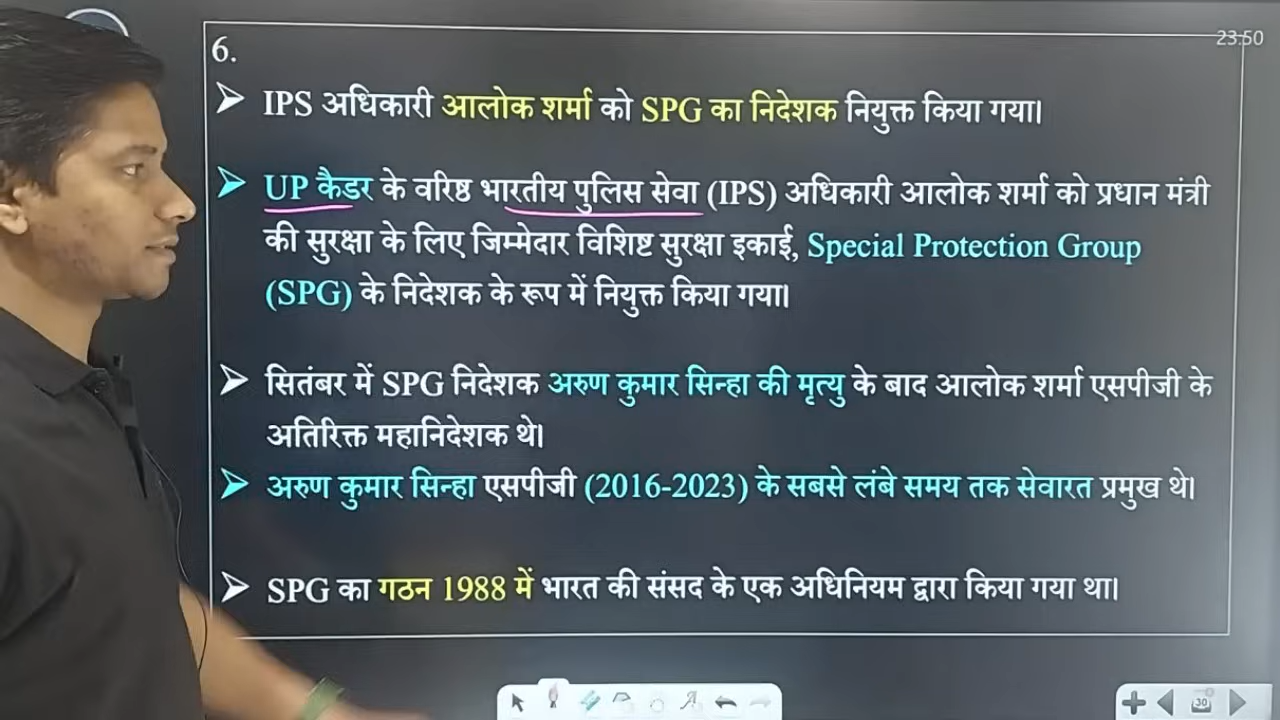 23:50
6.
➢ IPS अधिकारी आलोक शर्मा को SPG का निदेशक नियुक्त किया गया।
➢ UP कैडर के वरिष्ठ भारतीय पुलिस सेवा (IPS) अधिकारी आलोक शर्मा को प्रधान मंत्री
की सुरक्षा के लिए जिम्मेदार विशिष्ट सुरक्षा इकाई, Special Protection Group
(SPG) के निदेशक के रूप में नियुक्त किया गया।
➢ सितंबर में SPG निदेशक अरुण कुमार सिन्हा की मृत्यु के बाद आलोक शर्मा एसपीजी के
अतिरिक्त महानिदेशक थे।
➢ अरुण कुमार सिन्हा एसपीजी (2016-2023) के सबसे लंबे समय तक सेवारत प्रमुख थे।
➢ SPG का गठन 1988 में भारत की संसद के एक अधिनियम द्वारा किया गया था।
30